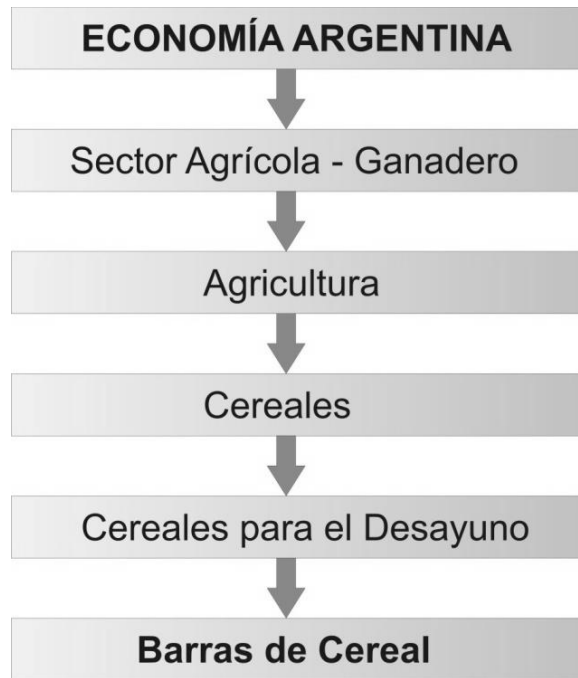 ECONOMÍA ARGENTINA
Sector Agrícola - Ganadero
Agricultura
Cereales
Cereales para el Desayuno
Barras de Cereal